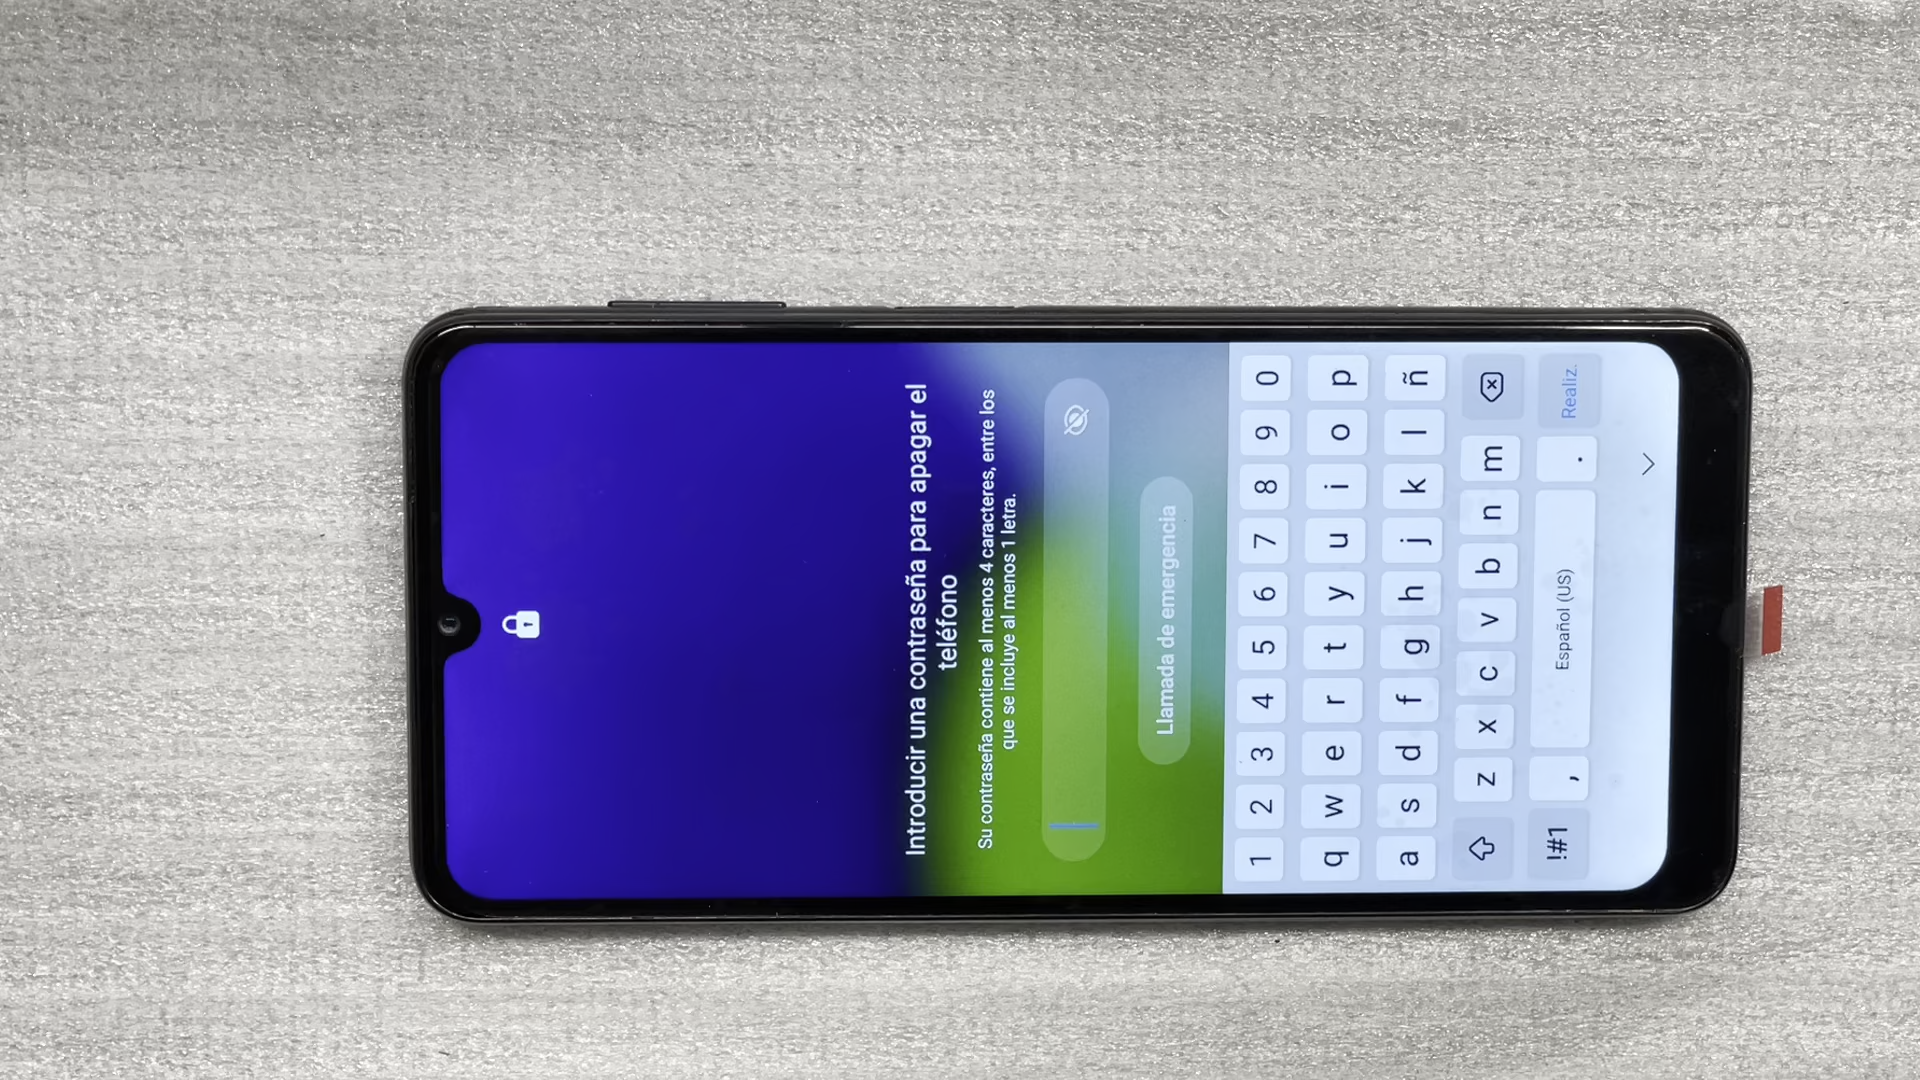 Introducir una contraseña para apagar el
teléfono
Su contraseña contiene al menos 4 caracteres, entre los
que se incluye al menos 1 letra.
Llamada de emergencia
1 2 3 4 5 6 7 8 9 0
q w e r t y u i o p
a s d f g h j k l ñ
z x c v b n m
!#1 , Español (US) . Realiz.